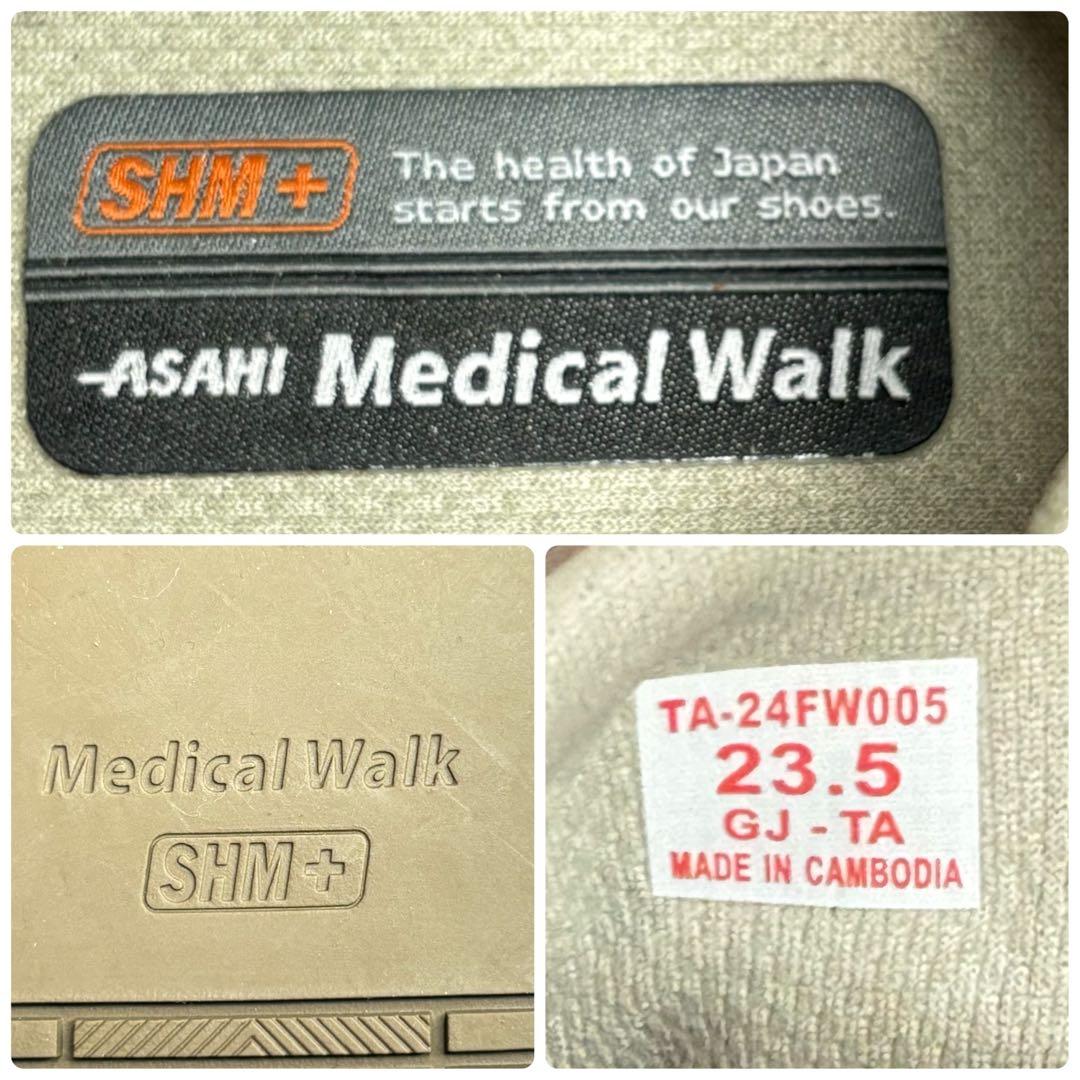 SHM+
The health of Japan
starts from our shoes.
ASAHI Medical Walk
Medical Walk
SHM+
TA-24FW005
23.5
GJ - TA
MADE IN CAMBODIA